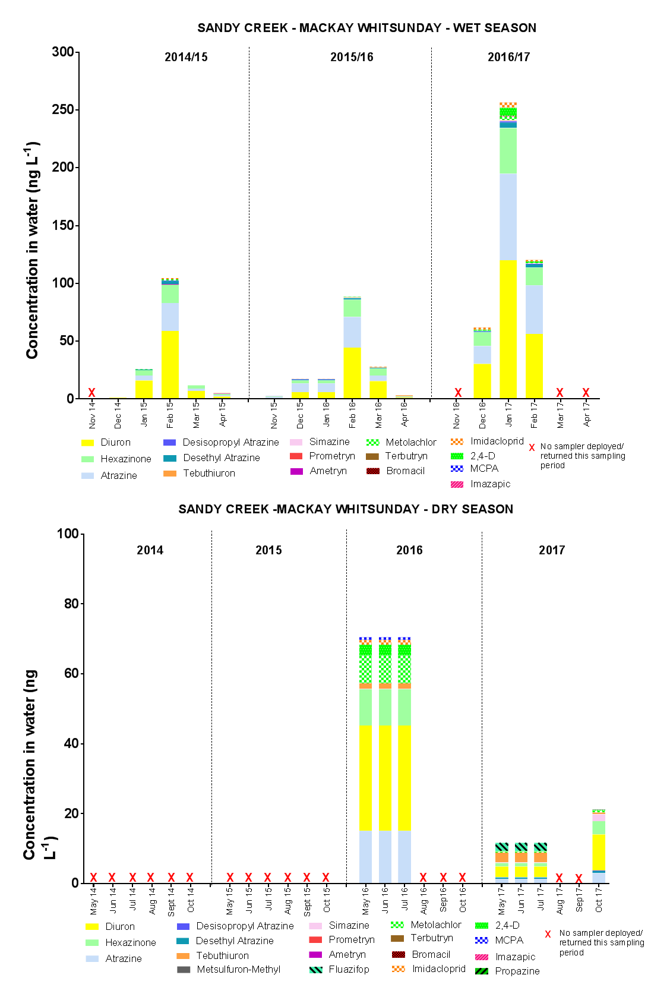 SANDY CREEK - MACKAY WHITSUNDAY - WET SEASON
2014/15 2015/16 2016/17
Concentration in water (ng L-1)
300
250
200
150
100
50
0
X X X X
Nov 14 Dec 14 Jan 15 Feb 15 Mar 15 Apr 15 Nov 15 Dec 15 Jan 16 Feb 16 Mar 16 Apr 16 Nov 16 Dec 16 Jan 17 Feb 17 Mar 17 Apr 17
Diuron Desisopropyl Atrazine Simazine Metolachlor Imidacloprid
Hexazinone Desethyl Atrazine Prometryn Terbutryn 2,4-D
Atrazine Tebuthiuron Ametryn Bromacil MCPA
Imazapic
X No sampler deployed/
returned this sampling
period
SANDY CREEK -MACKAY WHITSUNDAY - DRY SEASON
2014 2015 2016 2017
Concentration in water (ng
L-1)
100
80
60
40
20
0
X X X X X X X X X X X X X X X X X
May 14 Jun 14 Jul 14 Aug 14 Sept 14 Oct 14 May 15 Jun 15 Jul 15 Aug 15 Sept 15 Oct 15 May 16 Jun 16 Jul 16 Aug 16 Sep16 Oct 16 May 17 Jun 17 Jul 17 Aug 17 Sep17 Oct 17
Diuron Desisopropyl Atrazine Simazine Metolachlor 2,4-D
Hexazinone Desethyl Atrazine Prometryn Terbutryn MCPA
Atrazine Tebuthiuron Ametryn Bromacil Imazapic
Metsulfuron-Methyl Fluazifop Imidacloprid Propazine
X No sampler deployed/
returned this sampling
period